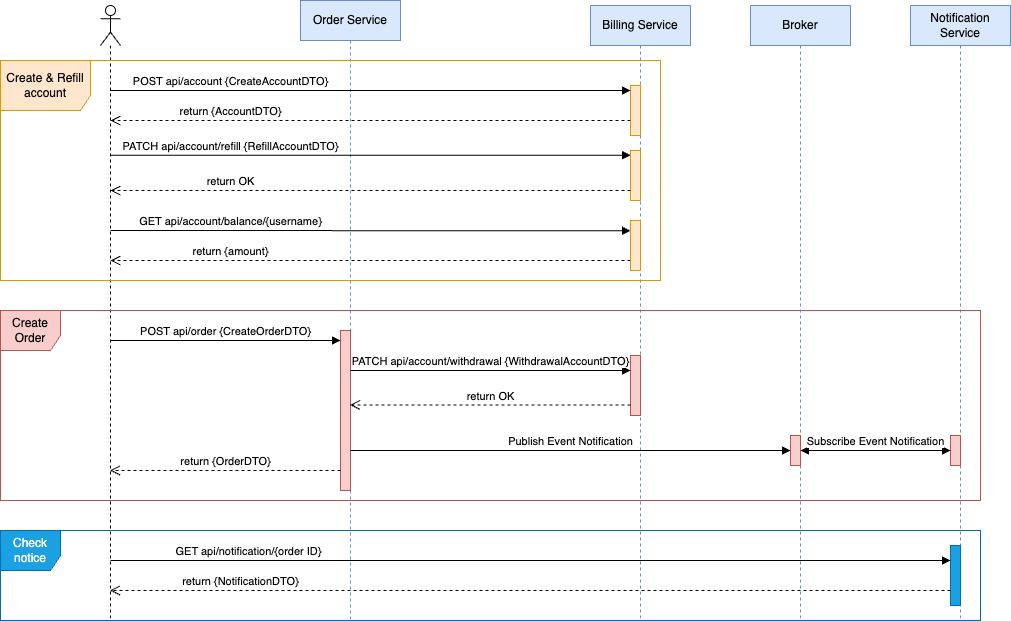 Order Service
Billing Service
Broker
Notification
Service
Create & Refill
account
POST api/account {CreateAccountDTO}
return {AccountDTO}
PATCH api/account/refill {RefillAccountDTO}
return OK
GET api/account/balance/{username}
return {amount}
Create
Order
POST api/order {CreateOrderDTO}
PATCH api/account/withdrawal {WithdrawalAccountDTO}
return OK
Publish Event Notification
Subscribe Event Notification
return {OrderDTO}
Check
notice
GET api/notification/{order ID}
return {NotificationDTO}